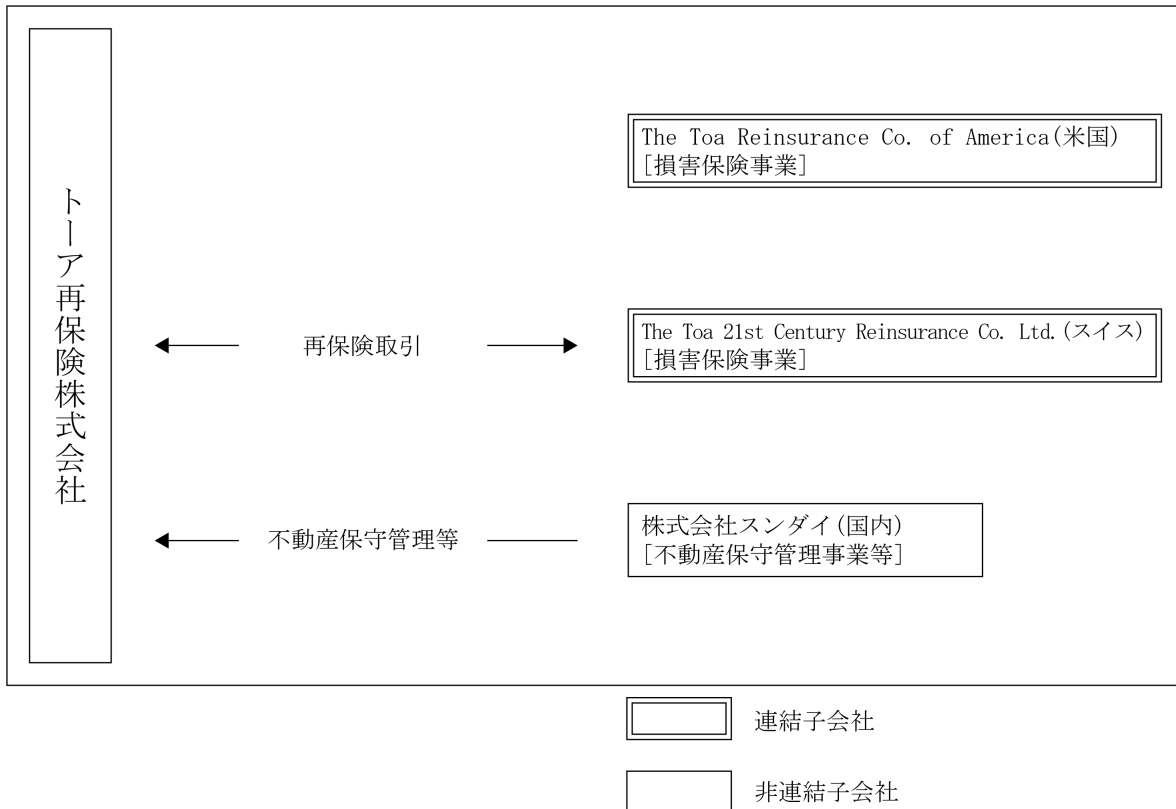 トーア再保険株式会社
The Toa Reinsurance Co. of America(米国)
[損害保険事業]
再保険取引
The Toa 21st Century Reinsurance Co. Ltd.(スイス)
[損害保険事業]
不動産保守管理等
株式会社スンダイ(国内)
[不動産保守管理事業等]
連結子会社
非連結子会社